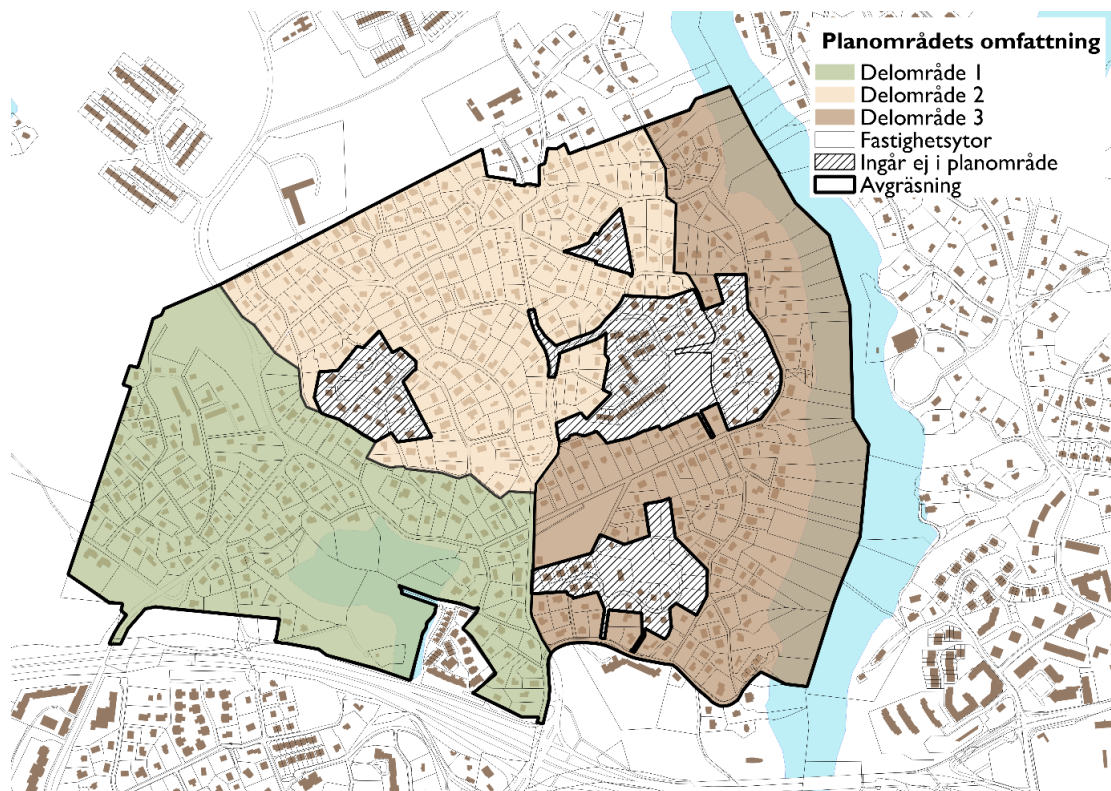 Planområdets omfattning
Delområde 1
Delområde 2
Delområde 3
Fastighetsytor
Ingår ej i planområde
Avgräsning